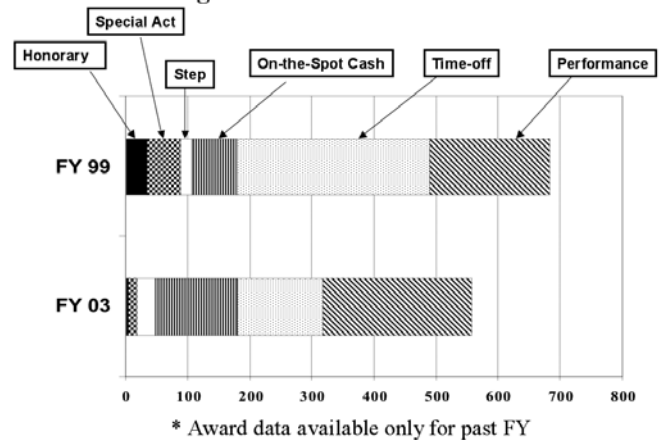 Special Act
Honorary
Step
On-the-Spot Cash
Time-off
Performance
FY 99
FY 03
0 100 200 300 400 500 600 700 800
* Award data available only for past FY